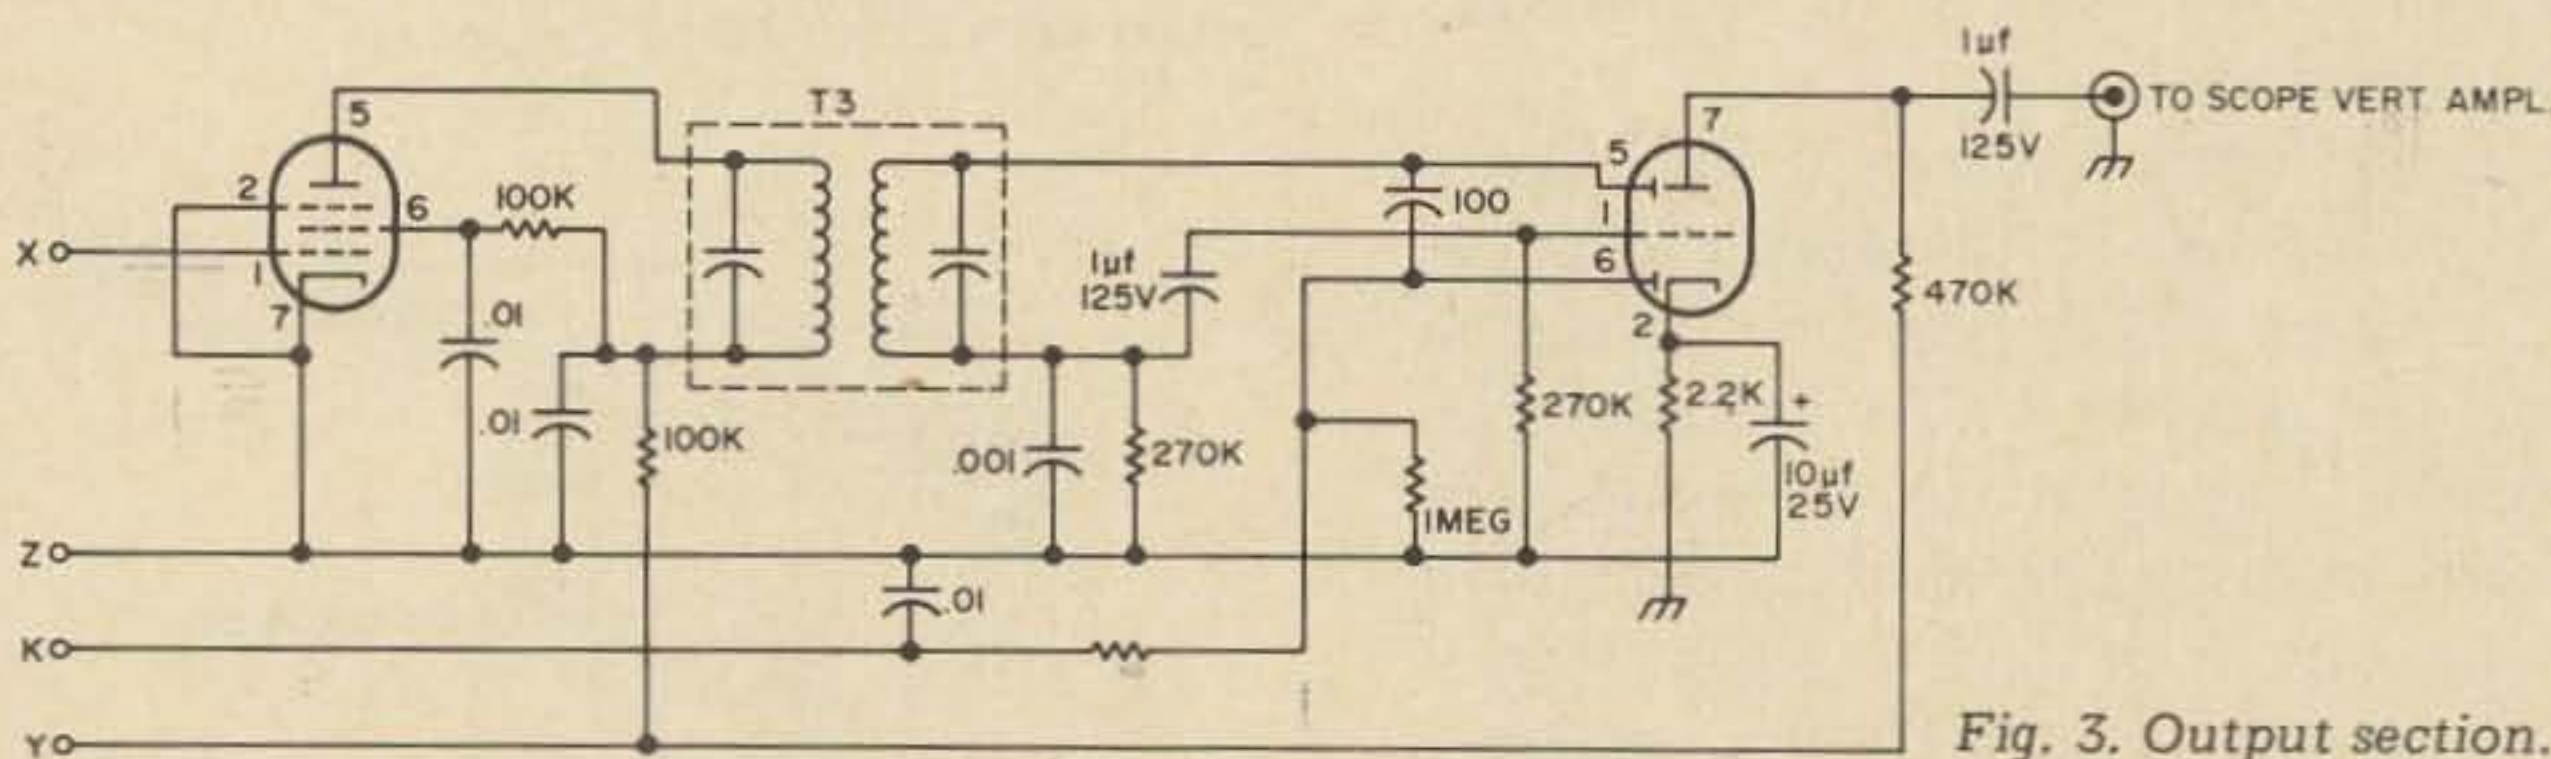 1µf
125V
TO SCOPE VERT. AMPL.
T3
5
7
2
6
100K
5
100
1
X
1
7
.01
1µf
125V
6
470K
2
.01
100K
.001
270K
270K
2.2K
+
10µf
25V
1MEG
Z
.01
K
Y
Fig. 3. Output section.